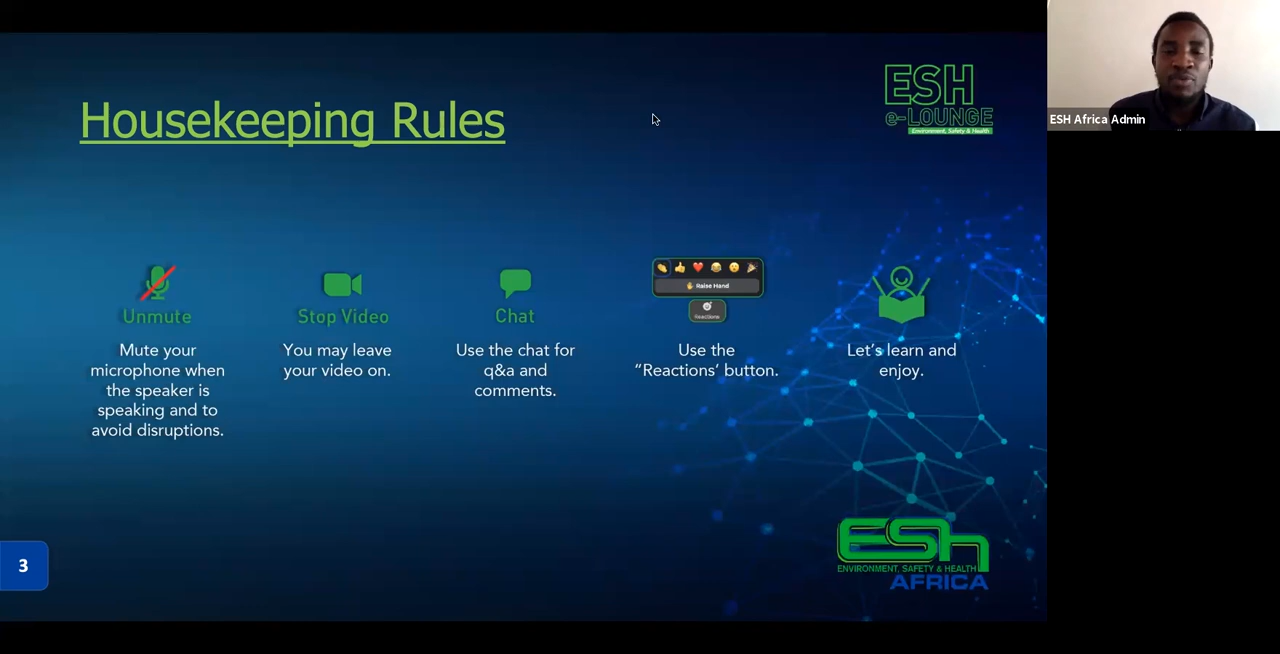 Housekeeping Rules
ESH
e-LOUNGE
Environment, Safety & Health
ESH Africa Admin
Unmute
Mute your
microphone when
the speaker is
speaking and to
avoid disruptions.
Stop Video
You may leave
your video on.
Chat
Use the chat for
q&a and
comments.
Raise Hand
Reactions
Use the
“Reactions’ button.
Let’s learn and
enjoy.
3
ESh
ENVIRONMENT, SAFETY & HEALTH
AFRICA